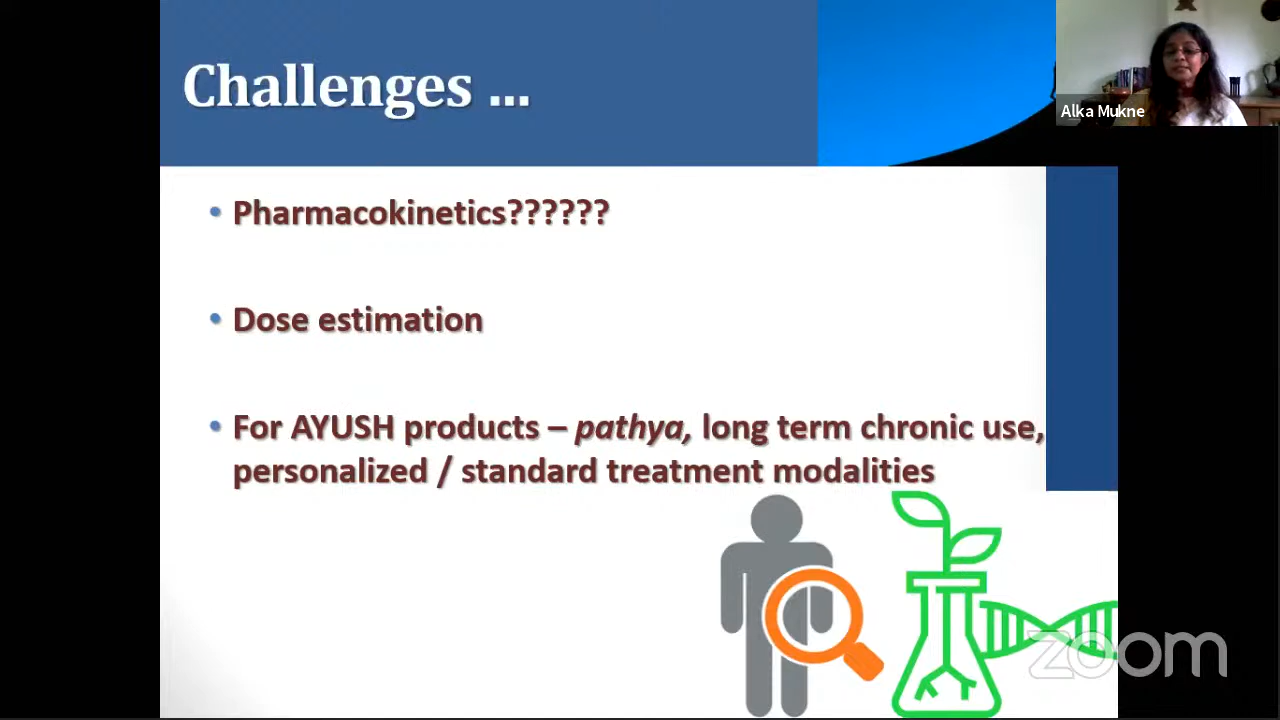 Challenges ...
Alka Mukne
• Pharmacokinetics??????
• Dose estimation
• For AYUSH products – pathya, long term chronic use,
personalized / standard treatment modalities
zoom